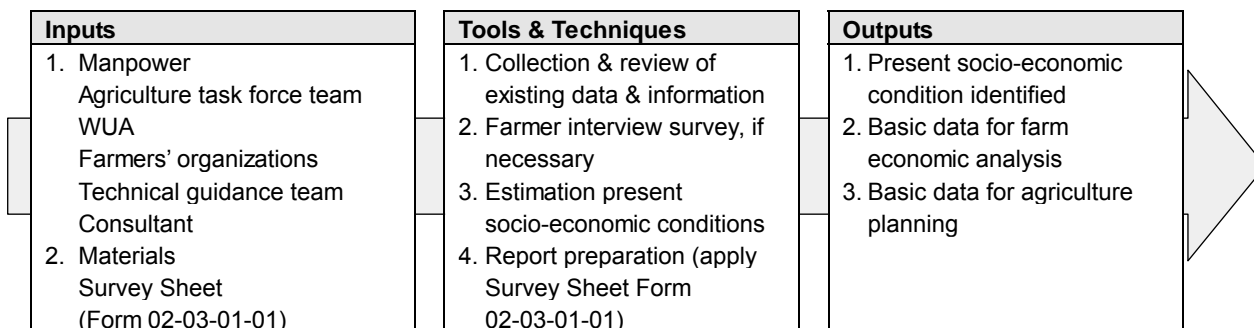 Inputs
1. Manpower
Agriculture task force team
WUA
Farmers' organizations
Technical guidance team
Consultant
2. Materials
Survey Sheet
(Form 02-03-01-01)
Tools & Techniques
1. Collection & review of
existing data & information
2. Farmer interview survey, if
necessary
3. Estimation present
socio-economic conditions
4. Report preparation (apply
Survey Sheet Form
02-03-01-01)
Outputs
1. Present socio-economic
condition identified
2. Basic data for farm
economic analysis
3. Basic data for agriculture
planning